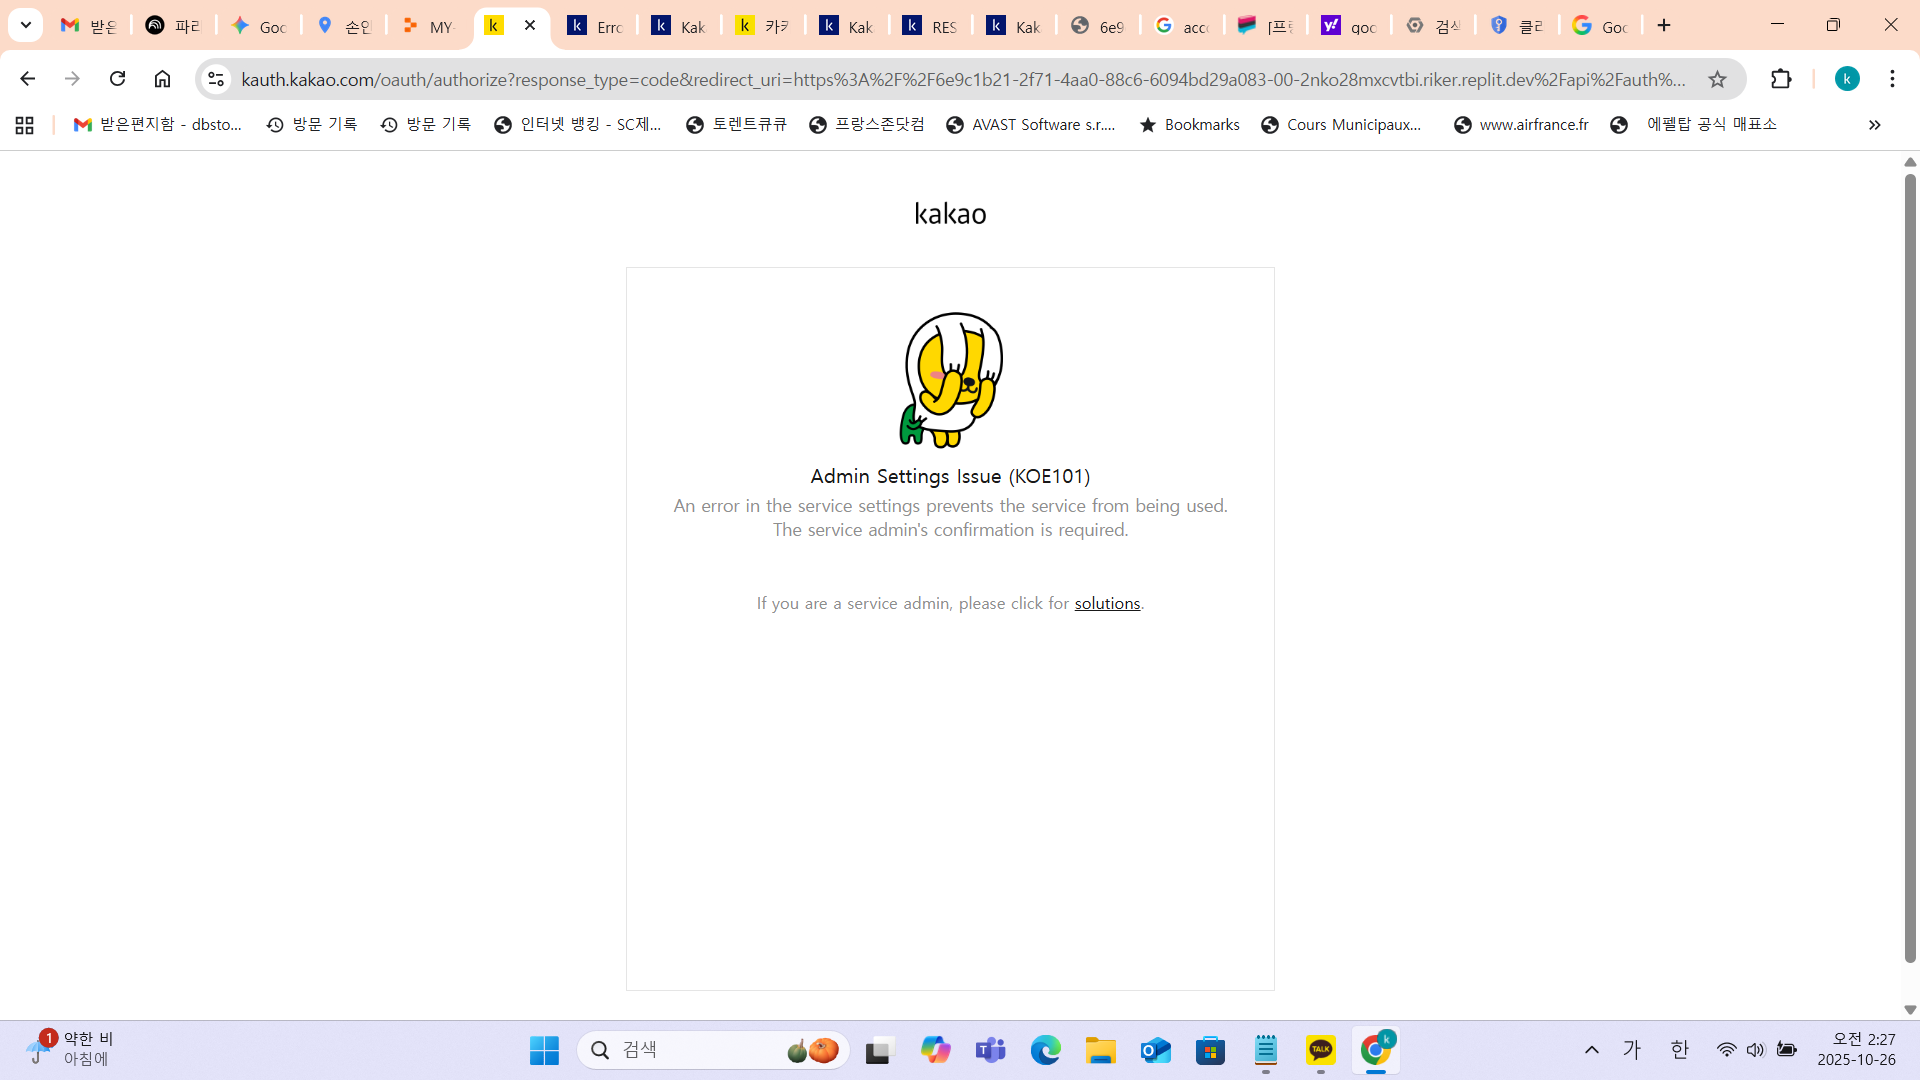 받은
파리
Goo
손인
MY-
Erro
Kak
카카
Kak
RES
Kak
6e9
acco
[프랑
goo
검색
클라
Goo
kauth.kakao.com/oauth/authorize?response_type=code&redirect_uri=https%3A%2F%2F6e9c1b21-2f71-4aa0-88c6-6094bd29a083-00-2nko28mxcvtbi.riker.replit.dev%2Fapi%2Fauth%...
k
받은편지함 - dbsto...
방문 기록
방문 기록
인터넷 뱅킹 - SC제...
토렌트큐큐
프랑스존닷컴
AVAST Software s.r....
Bookmarks
Cours Municipaux...
www.airfrance.fr
에펠탑 공식 매표소
kakao
Admin Settings Issue (KOE101)
An error in the service settings prevents the service from being used.
The service admin's confirmation is required.
If you are a service admin, please click for solutions.
1
약한 비
아침에
검색
TALK
k
가
한
오전 2:27
2025-10-26